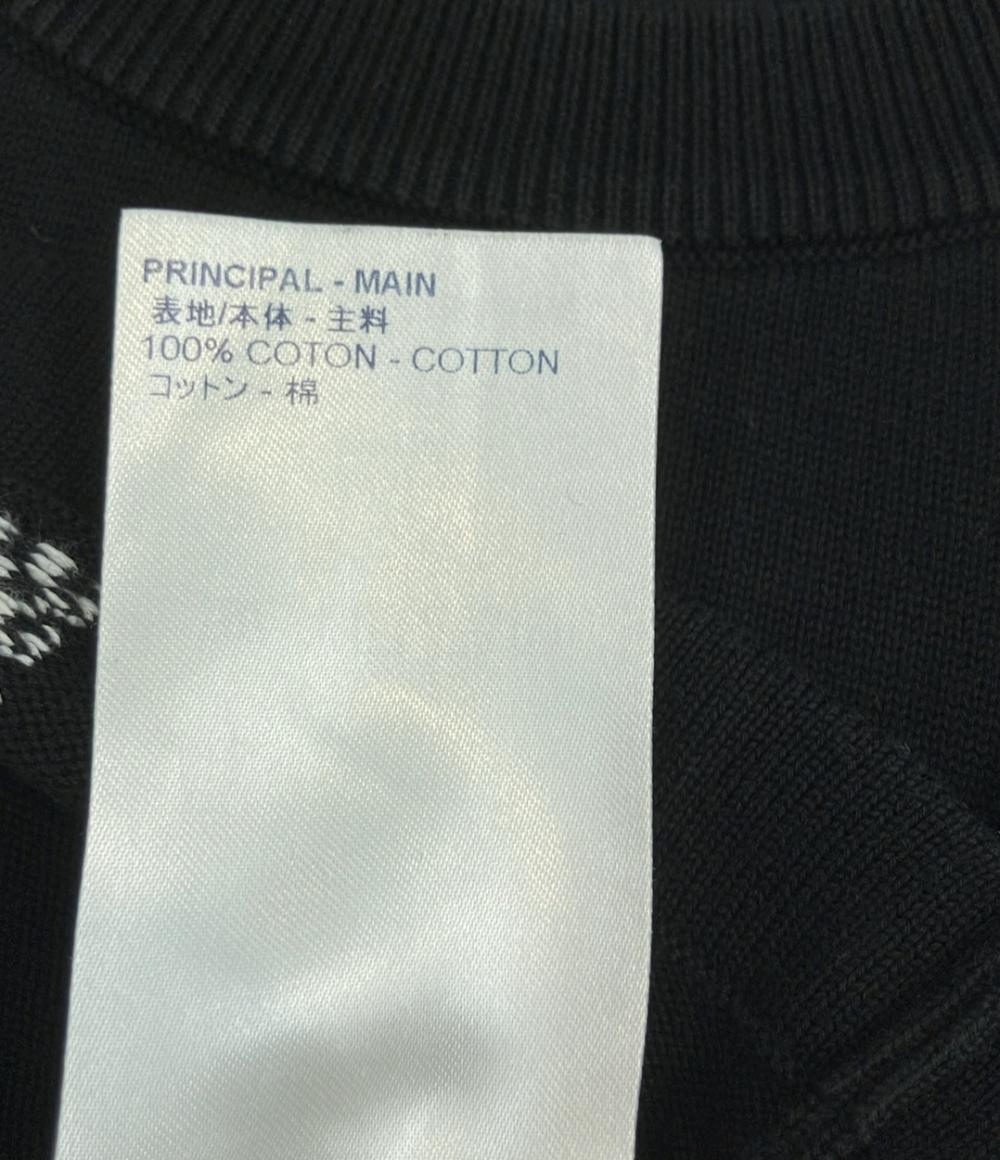 PRINCIPAL - MAIN
表地/本体 - 主料
100% COTON - COTTON
コットン - 棉